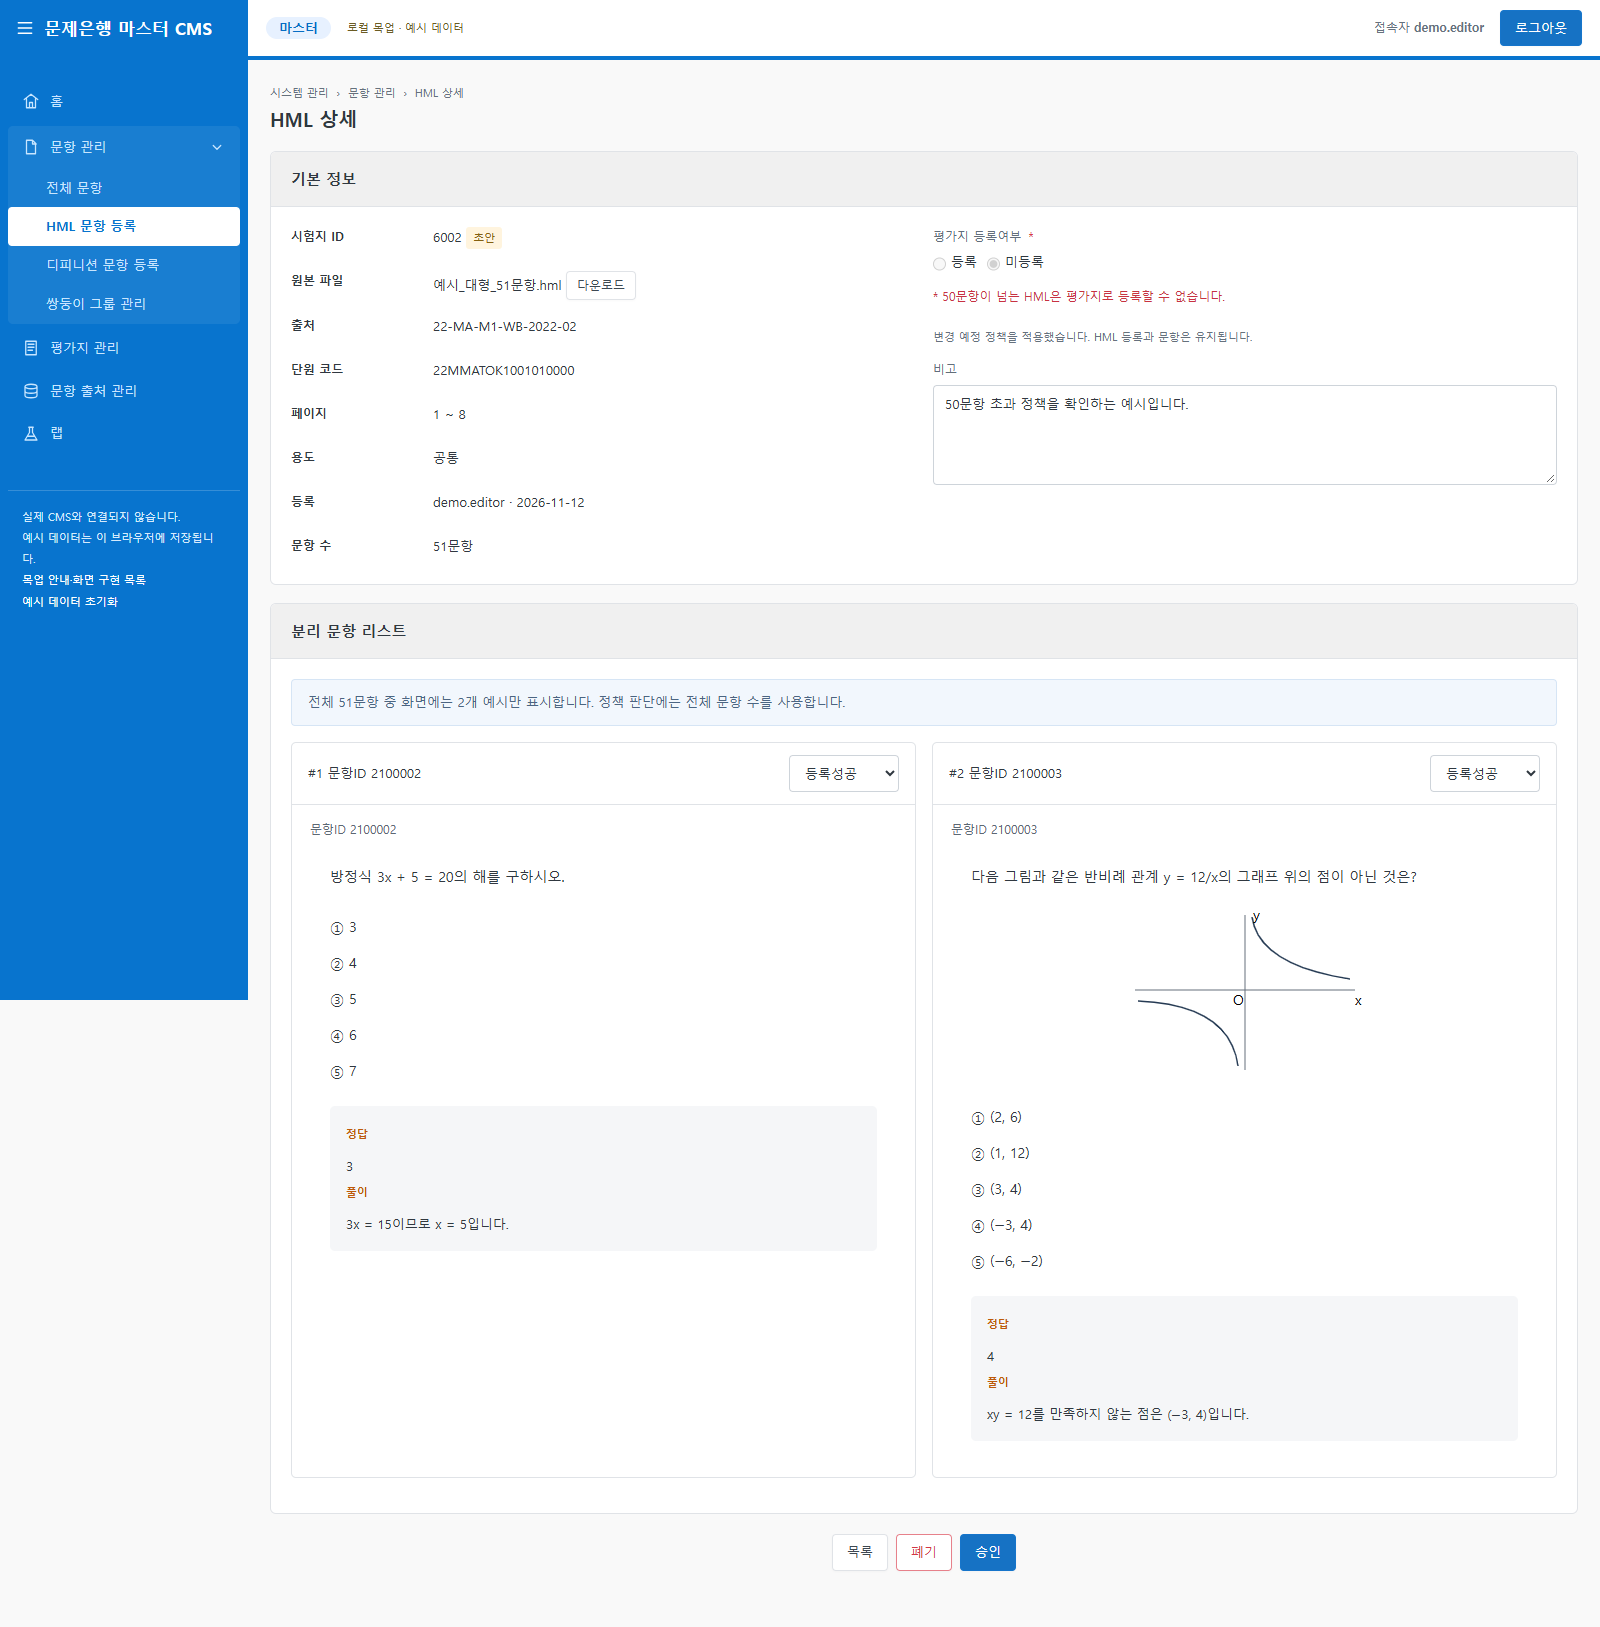 문제은행 마스터 CMS
마스터
로컬 목업 · 예시 데이터
접속자 demo.editor
로그아웃
홈
문항 관리
전체 문항
HML 문항 등록
디피니션 문항 등록
쌍둥이 그룹 관리
평가지 관리
문항 출처 관리
랩
실제 CMS와 연결되지 않습니다.
예시 데이터는 이 브라우저에 저장됩니
다.
목업 안내·화면 구현 목록
예시 데이터 초기화
시스템 관리 › 문항 관리 › HML 상세
HML 상세
기본 정보
시험지 ID 6002 초안
원본 파일 예시_대형_51문항.hml 다운로드
출처 22-MA-M1-WB-2022-02
단원 코드 22MMATOK1001010000
페이지 1 ~ 8
용도 공통
등록 demo.editor · 2026-11-12
문항 수 51문항
평가지 등록여부 *
등록 미등록
* 50문항이 넘는 HML은 평가지로 등록할 수 없습니다.
변경 예정 정책을 적용했습니다. HML 등록과 문항은 유지됩니다.
비고
50문항 초과 정책을 확인하는 예시입니다.
분리 문항 리스트
전체 51문항 중 화면에는 2개 예시만 표시합니다. 정책 판단에는 전체 문항 수를 사용합니다.
#1 문항ID 2100002 등록성공
문항ID 2100002
방정식 3x + 5 = 20의 해를 구하시오.
① 3
② 4
③ 5
④ 6
⑤ 7
정답
3
풀이
3x = 15이므로 x = 5입니다.
#2 문항ID 2100003 등록성공
문항ID 2100003
다음 그림과 같은 반비례 관계 y = 12/x의 그래프 위의 점이 아닌 것은?
y
O
x
① (2, 6)
② (1, 12)
③ (3, 4)
④ (−3, 4)
⑤ (−6, −2)
정답
4
풀이
xy = 12를 만족하지 않는 점은 (−3, 4)입니다.
목록
폐기
승인